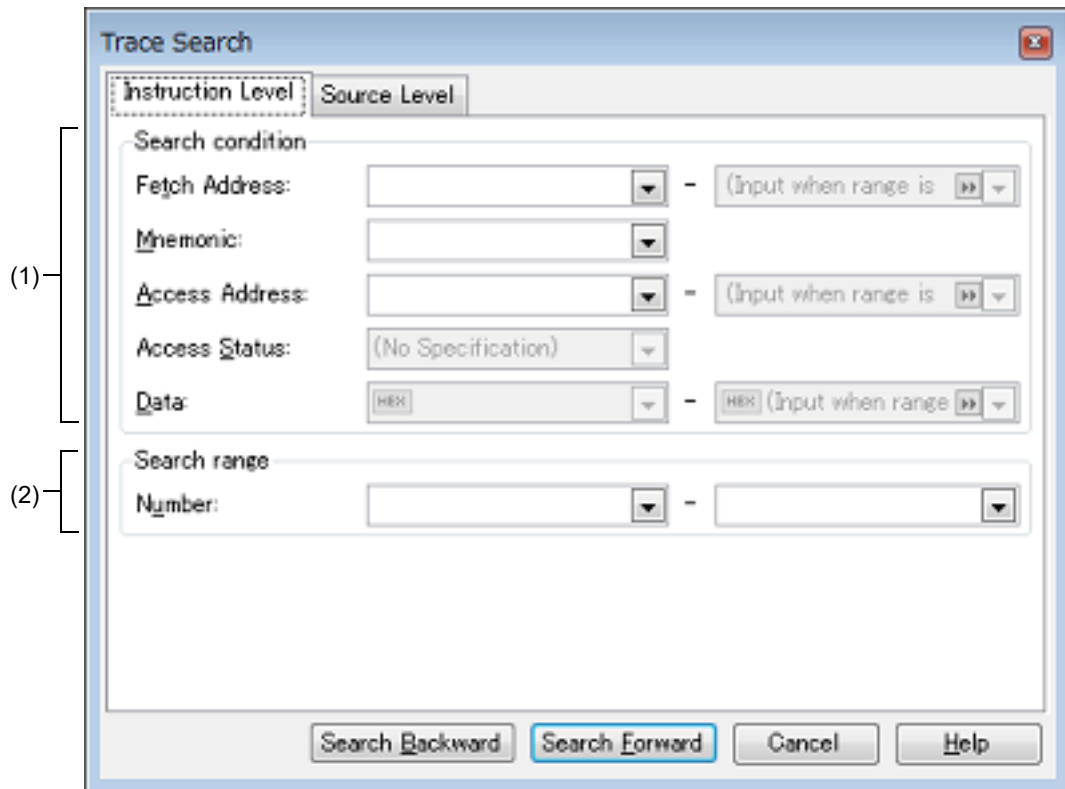 Trace Search
Instruction Level Source Level
Search condition
Fetch Address: - (Input when range is
Mnemonic:
(1)
Access Address: - (Input when range is
Access Status: (No Specification)
Data: HEX - HEX (Input when range
Search range
(2)
Number: -
Search Backward Search Forward Cancel Help